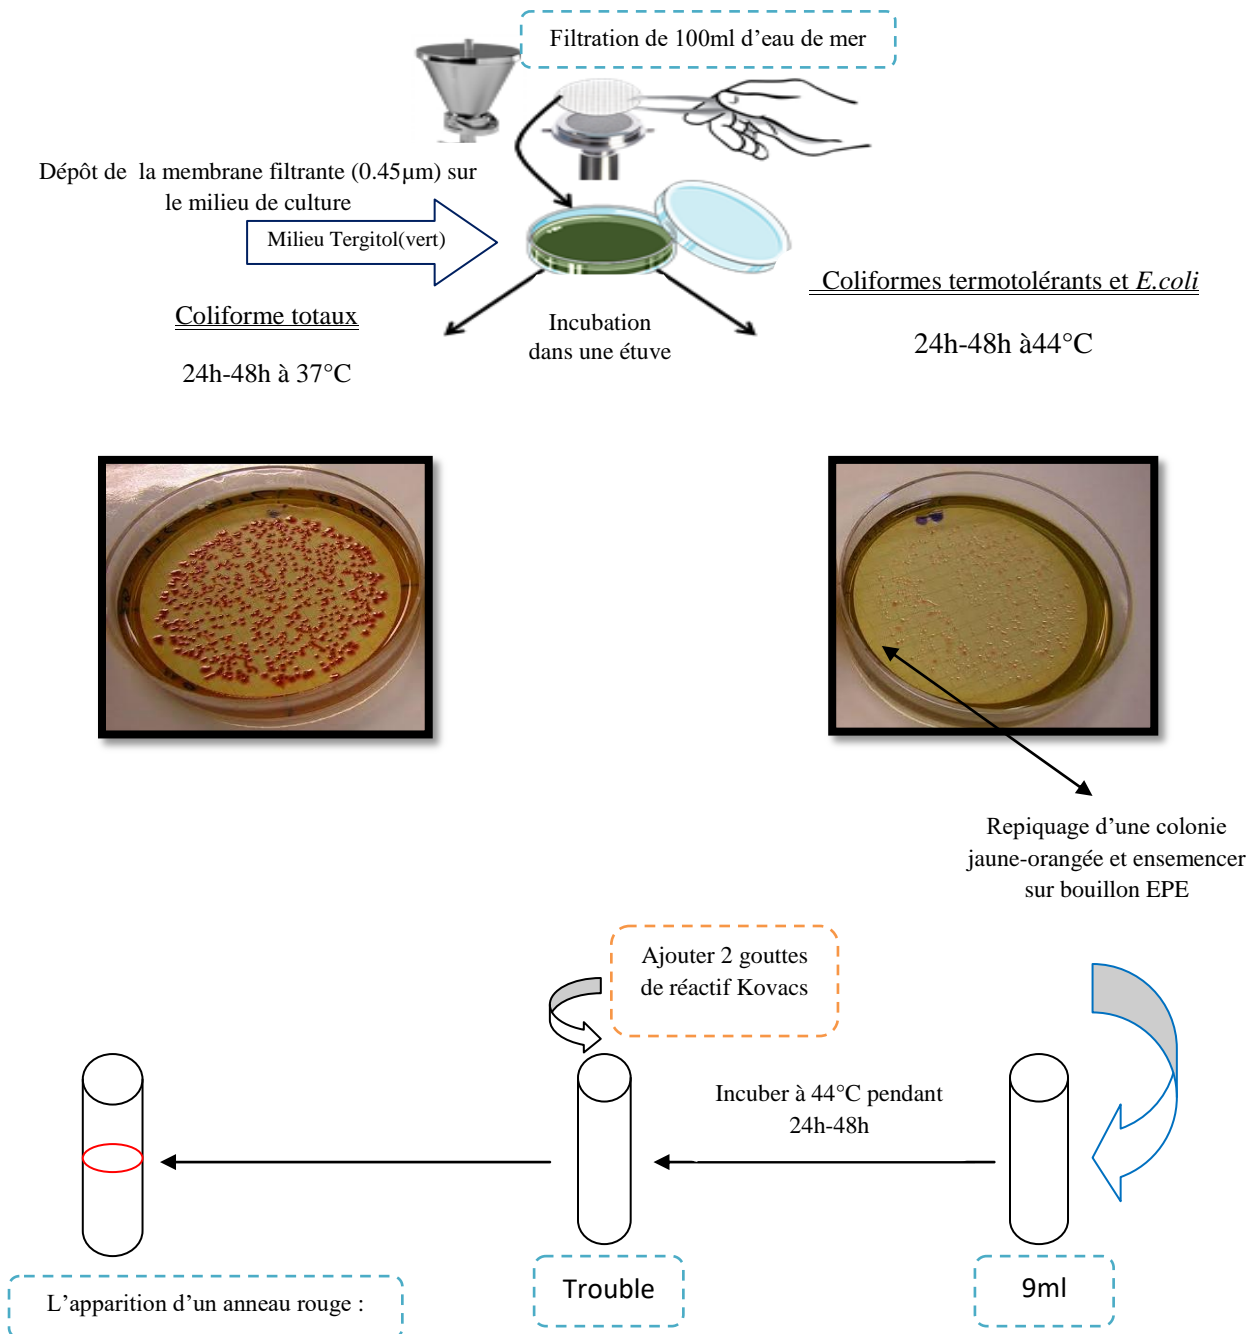 Filtration de 100ml d’eau de mer
Dépôt de  la membrane filtrante (0.45µm) sur
le milieu de culture
Milieu Tergitol(vert)
Coliformes termotolérants et E.coli
24h-48h à44°C
Coliforme totaux
24h-48h à 37°C
Incubation
dans une étuve
Repiquage d’une colonie
jaune-orangée et ensemencer
sur bouillon EPE
Ajouter 2 gouttes
de réactif Kovacs
Incuber à 44°C pendant
24h-48h
9ml
Trouble
L’apparition d’un anneau rouge :